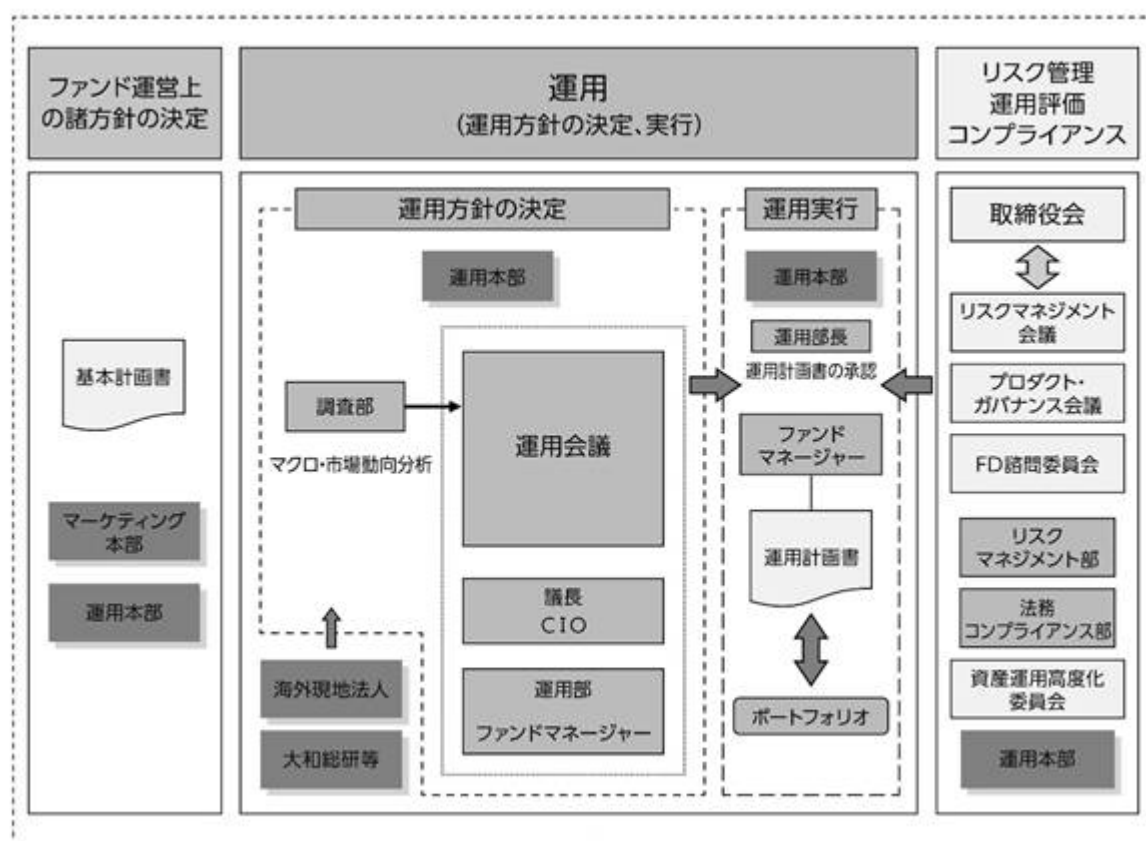 ファンド運営上
の諸方針の決定
運用
(運用方針の決定、実行)
リスク管理
運用評価
コンプライアンス
基本計画書
マーケティング
本部
運用本部
運用方針の決定
運用本部
調査部
マクロ・市場動向分析
運用会議
議長
CIO
運用部
ファンドマネージャー
海外現地法人
大和総研等
運用実行
運用本部
運用部長
運用計画書の承認
ファンド
マネージャー
運用計画書
ポートフォリオ
取締役会
リスクマネジメント
会議
プロダクト・
ガバナンス会議
FD諮問委員会
リスク
マネジメント部
法務
コンプライアンス部
資産運用高度化
委員会
運用本部